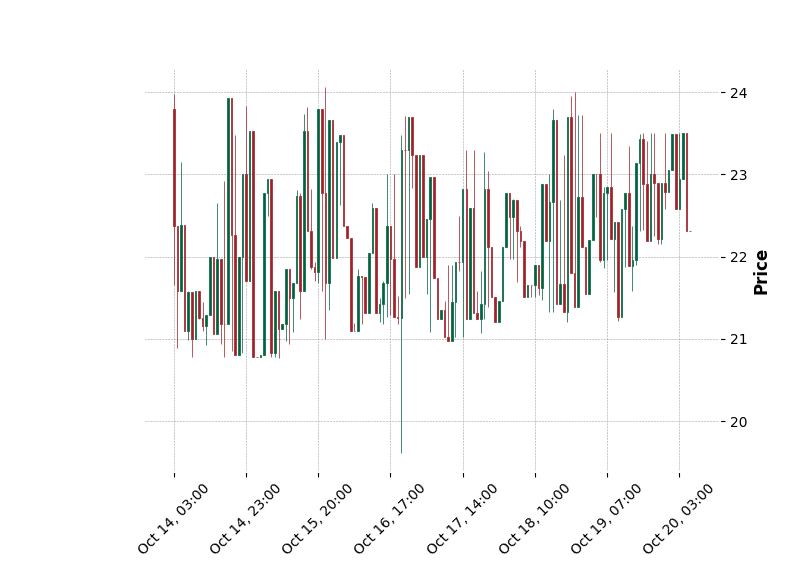 24
23
22
21
20
Price
Oct 14, 03:00
Oct 14, 23:00
Oct 15, 20:00
Oct 16, 17:00
Oct 17, 14:00
Oct 18, 10:00
Oct 19, 07:00
Oct 20, 03:00